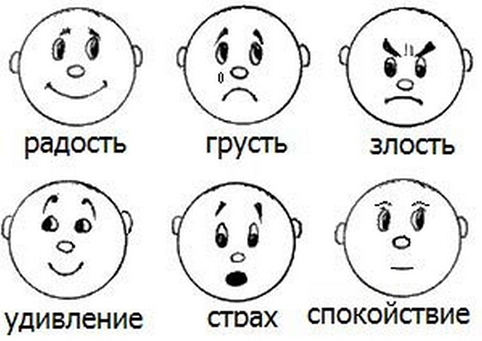 радость грусть злость
удивление страх спокойствие